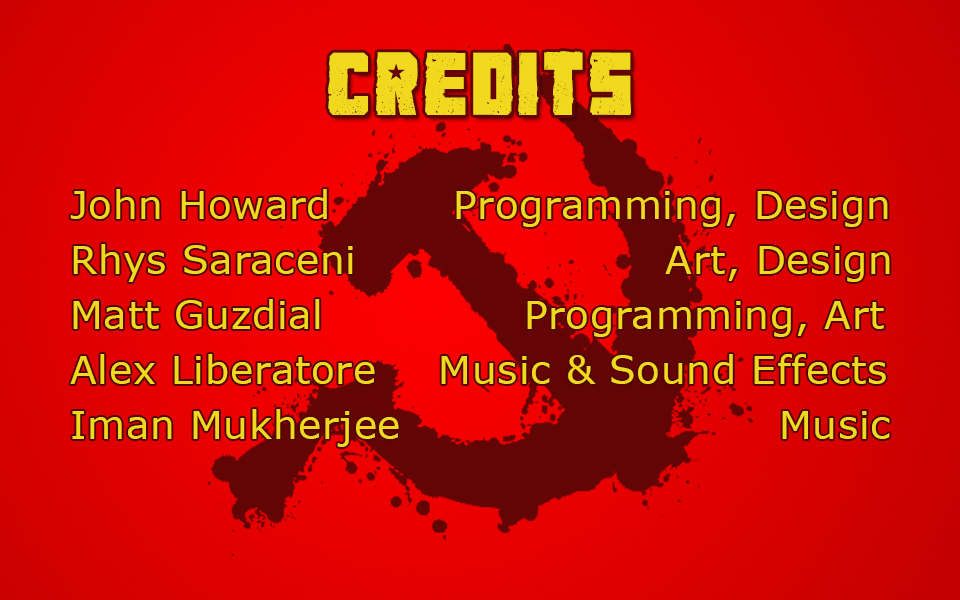 CREDITS
John Howard Programming, Design
Rhys Saraceni Art, Design
Matt Guzdial Programming, Art
Alex Liberatore Music & Sound Effects
Iman Mukherjee Music